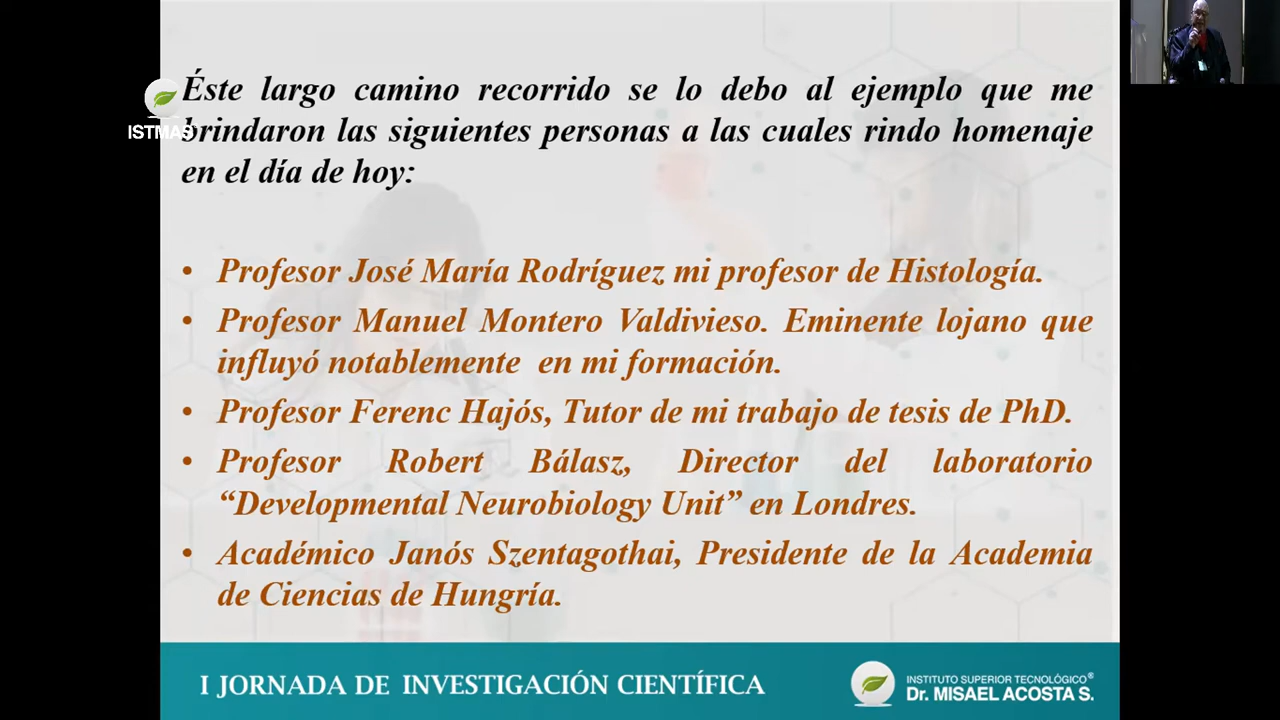 Éste largo camino recorrido se lo debo al ejemplo que me
brindaron las siguientes personas a las cuales rindo homenaje
en el día de hoy:
ISTMAS
• Profesor José María Rodríguez mi profesor de Histología.
• Profesor Manuel Montero Valdivieso. Eminente lojano que
influyó notablemente en mi formación.
• Profesor Ferenc Hajós, Tutor de mi trabajo de tesis de PhD.
• Profesor Robert Bálasz, Director del laboratorio
“Developmental Neurobiology Unit” en Londres.
• Académico Janós Szentagothai, Presidente de la Academia
de Ciencias de Hungría.
I JORNADA DE INVESTIGACIÓN CIENTÍFICA
INSTITUTO SUPERIOR TECNOLÓGICO®
Dr. MISAEL ACOSTA S.